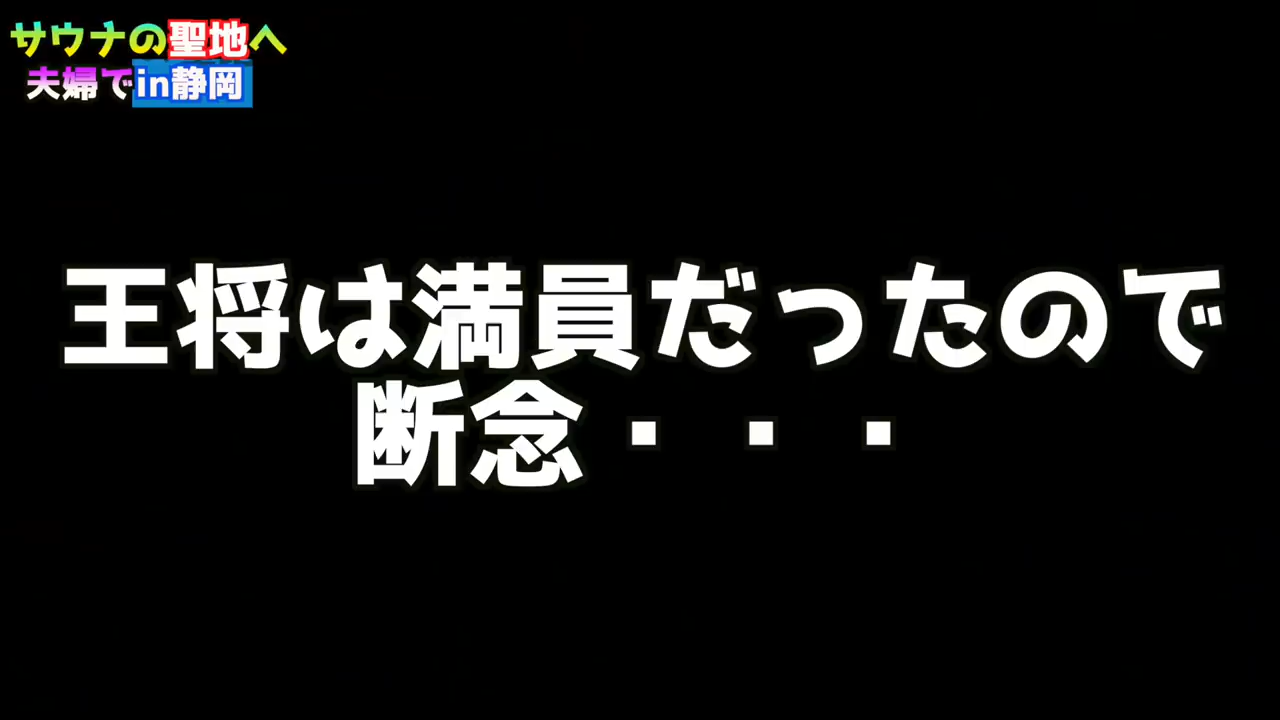 サウナの聖地へ
夫婦でin静岡
王将は満員だったので
断念・・・